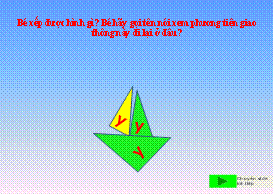 Bé xếp được hình gì? Bé hãy gọi tên nói xem phương tiện giao
thông này đi lại ở đâu?
y
y
y